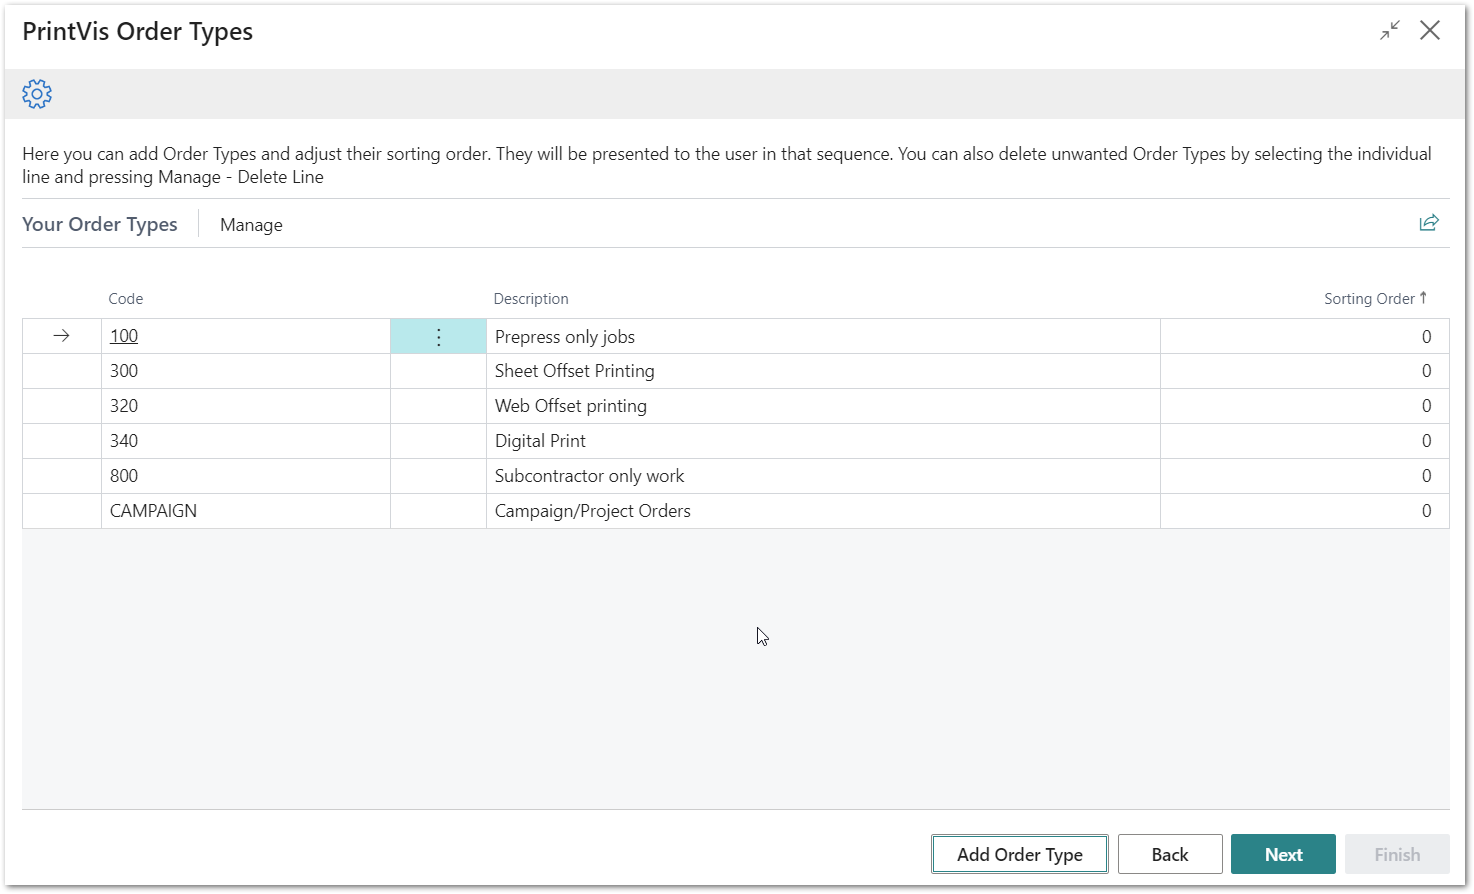 PrintVis Order Types
Here you can add Order Types and adjust their sorting order. They will be presented to the user in that sequence. You can also delete unwanted Order Types by selecting the individual
line and pressing Manage - Delete Line
Your Order Types Manage
Code Description Sorting Order ↑
→ 100 ⋮ Prepress only jobs 0
300 Sheet Offset Printing 0
320 Web Offset printing 0
340 Digital Print 0
800 Subcontractor only work 0
CAMPAIGN Campaign/Project Orders 0
Add Order Type Back Next Finish